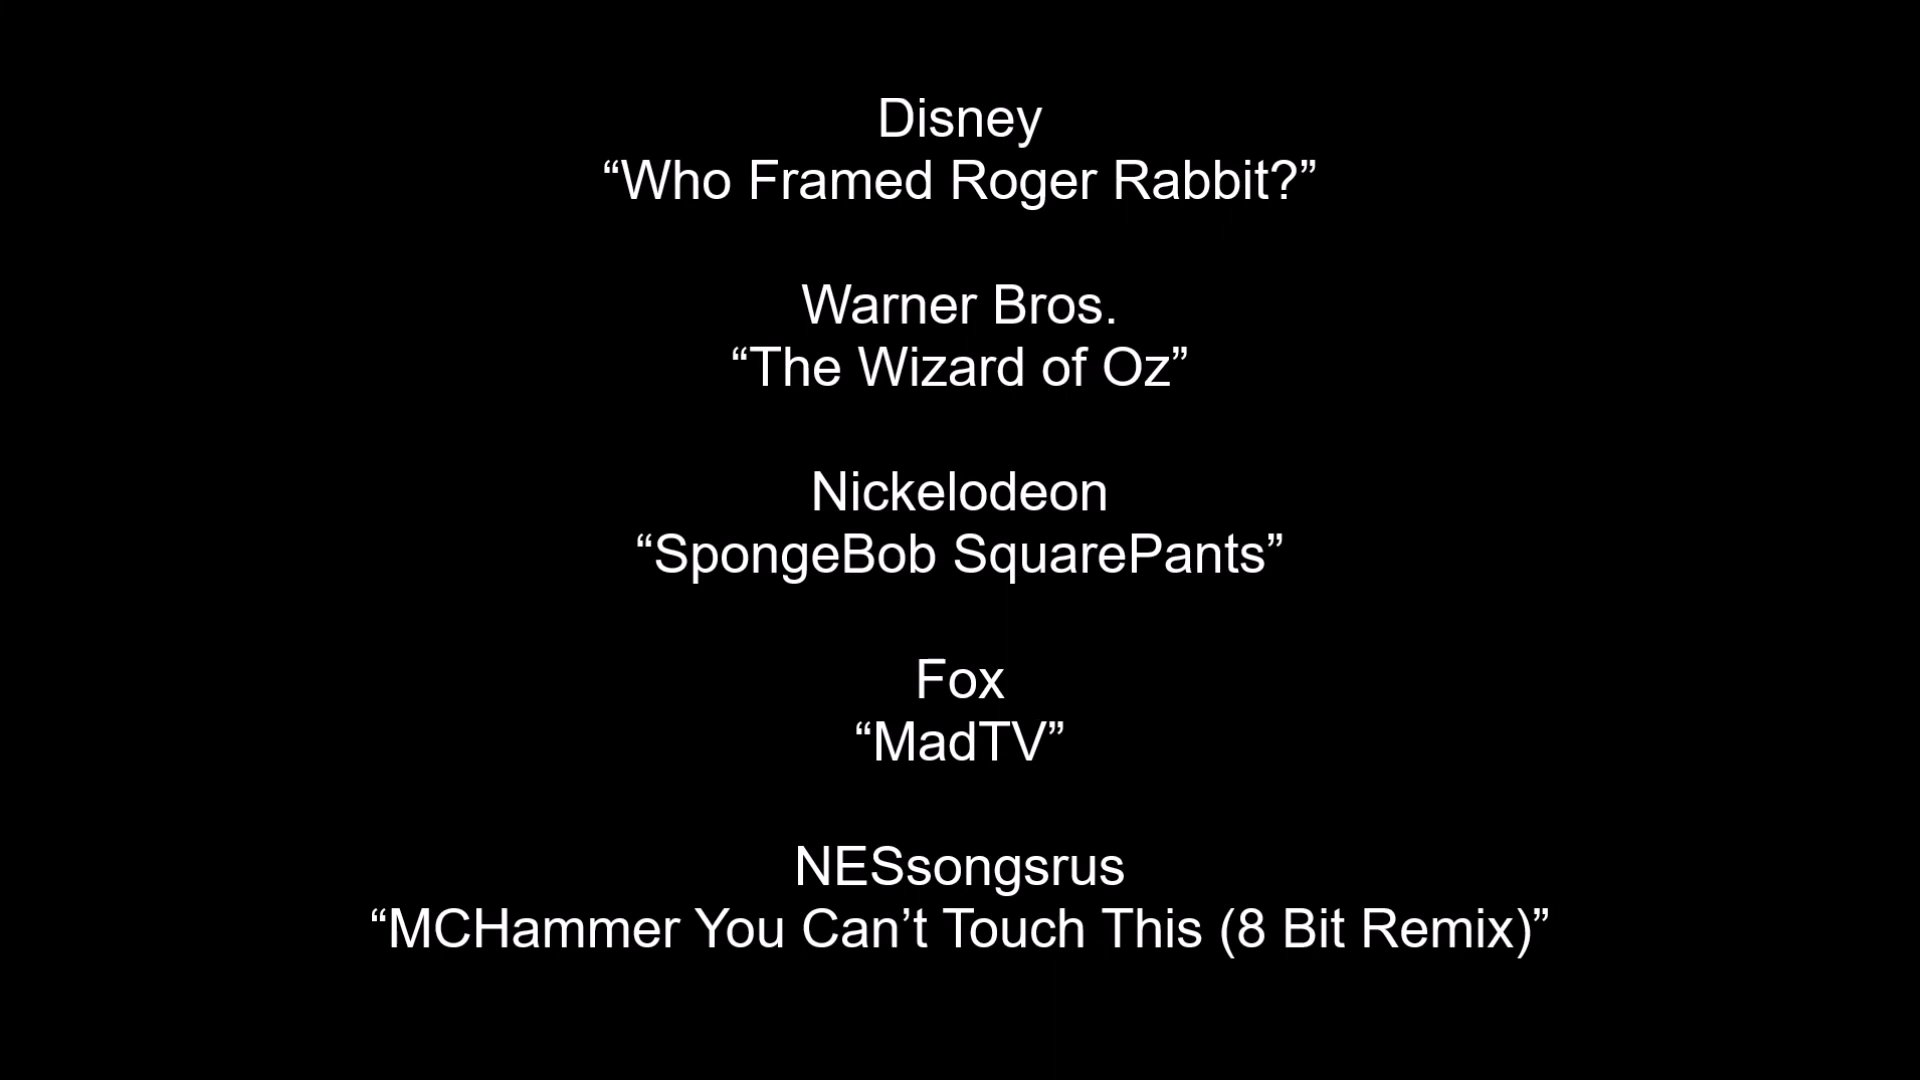 Disney
“Who Framed Roger Rabbit?”
Warner Bros.
“The Wizard of Oz”
Nickelodeon
“SpongeBob SquarePants”
Fox
“MadTV”
NESsongsrus
“MCHammer You Can’t Touch This (8 Bit Remix)”